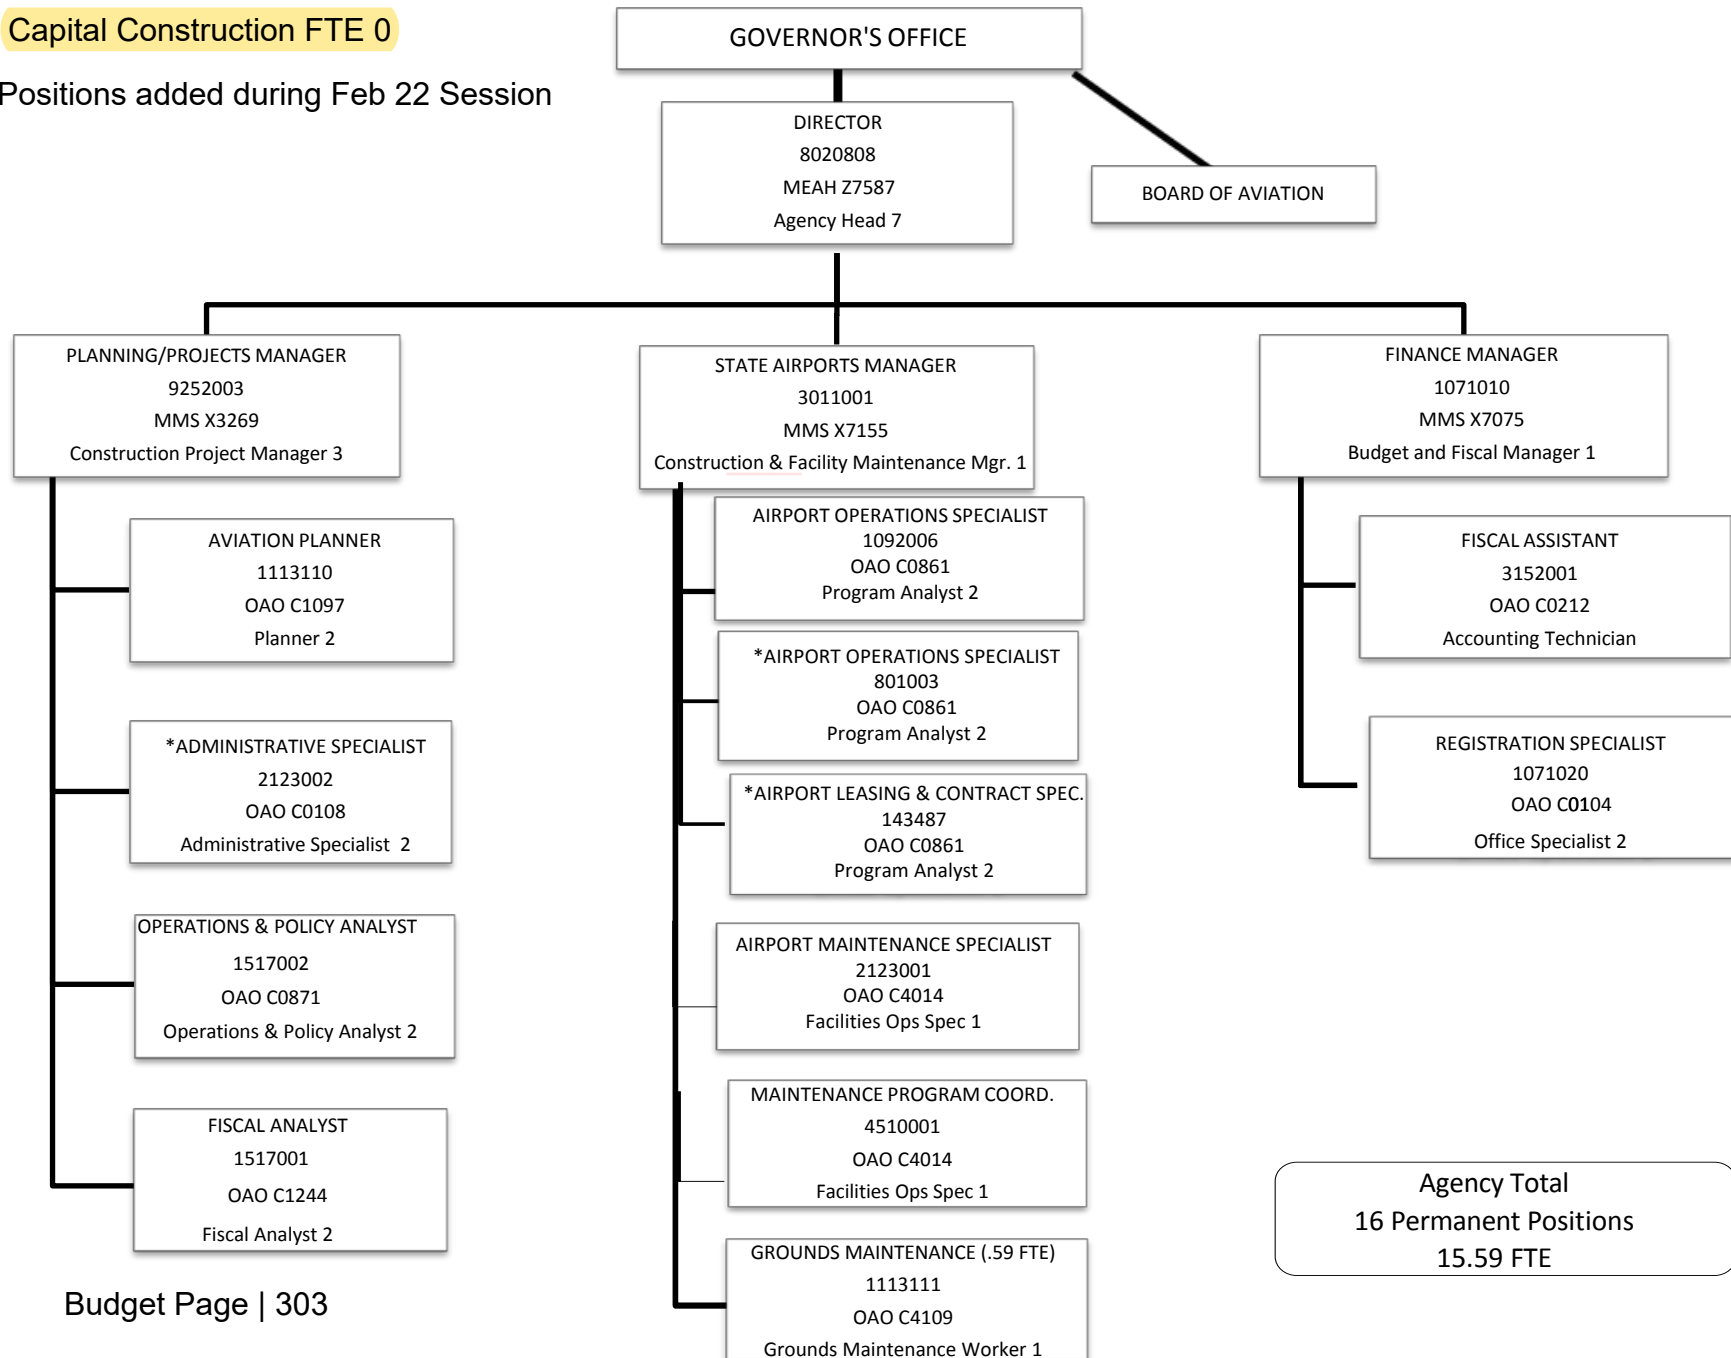 Capital Construction FTE 0
Positions added during Feb 22 Session
GOVERNOR'S OFFICE
DIRECTOR
8020808
MEAH Z7587
Agency Head 7
BOARD OF AVIATION
PLANNING/PROJECTS MANAGER
9252003
MMS X3269
Construction Project Manager 3
AVIATION PLANNER
1113110
OAO C1097
Planner 2
*ADMINISTRATIVE SPECIALIST
2123002
OAO C0108
Administrative Specialist 2
OPERATIONS & POLICY ANALYST
1517002
OAO C0871
Operations & Policy Analyst 2
FISCAL ANALYST
1517001
OAO C1244
Fiscal Analyst 2
STATE AIRPORTS MANAGER
3011001
MMS X7155
Construction & Facility Maintenance Mgr. 1
AIRPORT OPERATIONS SPECIALIST
1092006
OAO C0861
Program Analyst 2
*AIRPORT OPERATIONS SPECIALIST
801003
OAO C0861
Program Analyst 2
*AIRPORT LEASING & CONTRACT SPEC.
143487
OAO C0861
Program Analyst 2
AIRPORT MAINTENANCE SPECIALIST
2123001
OAO C4014
Facilities Ops Spec 1
MAINTENANCE PROGRAM COORD.
4510001
OAO C4014
Facilities Ops Spec 1
GROUNDS MAINTENANCE (.59 FTE)
1113111
OAO C4109
Grounds Maintenance Worker 1
FINANCE MANAGER
1071010
MMS X7075
Budget and Fiscal Manager 1
FISCAL ASSISTANT
3152001
OAO C0212
Accounting Technician
REGISTRATION SPECIALIST
1071020
OAO C0104
Office Specialist 2
Agency Total
16 Permanent Positions
15.59 FTE
Budget Page | 303